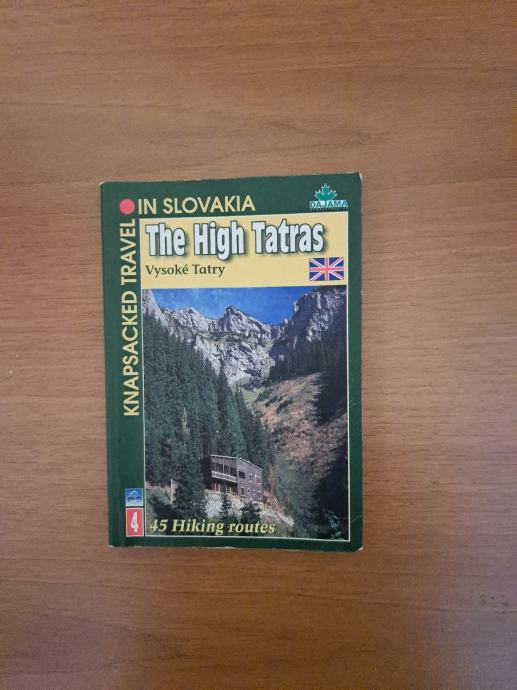 KNAPSACKED TRAVEL
IN SLOVAKIA
DAJAMA
The High Tatras
Vysoké Tatry
4
45 Hiking routes